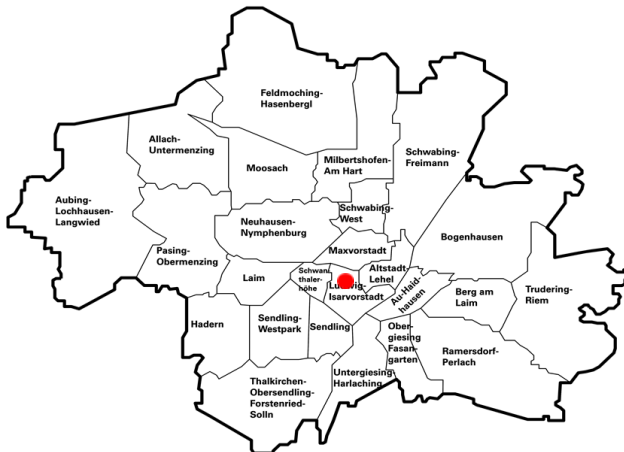 Feldmoching-
Hasenbergl
Allach-
Untermenzing
Moosach
Milbertshofen-
Am Hart
Schwabing-
Freimann
Aubing-
Lochhausen-
Langwied
Schwabing-
West
Neuhausen-
Nymphenburg
Bogenhausen
Pasing-
Obermenzing
Maxvorstadt
Laim
Schwan
thaler-
höhe
Altstadt-
Lehel
Isarvorstadt
Au-Haid-
hausen
Berg am
Laim
Trudering-
Riem
Hadern
Sendling-
Westpark
Sendling
Ober-
giesing
Fasan-
garten
Ramersdorf-
Perlach
Untergiesing-
Harlaching
Thalkirchen-
Obersendling-
Forstenried-
Solln